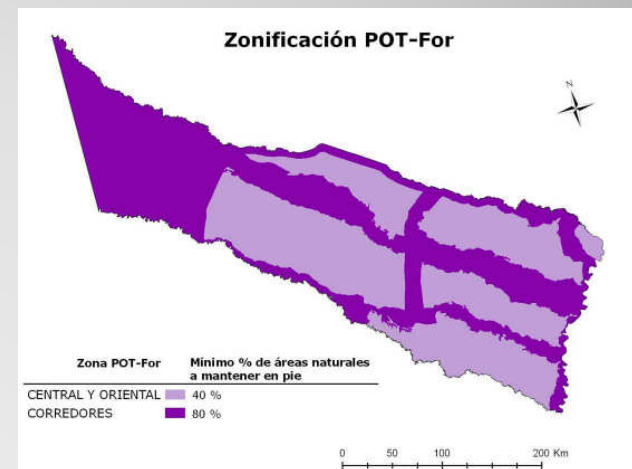 Zonificación POT-For
N
Zona POT-For
Mínimo % de áreas naturales
a mantener en pie
CENTRAL Y ORIENTAL 40 %
CORREDORES 80 %
0 50 100 200 Km